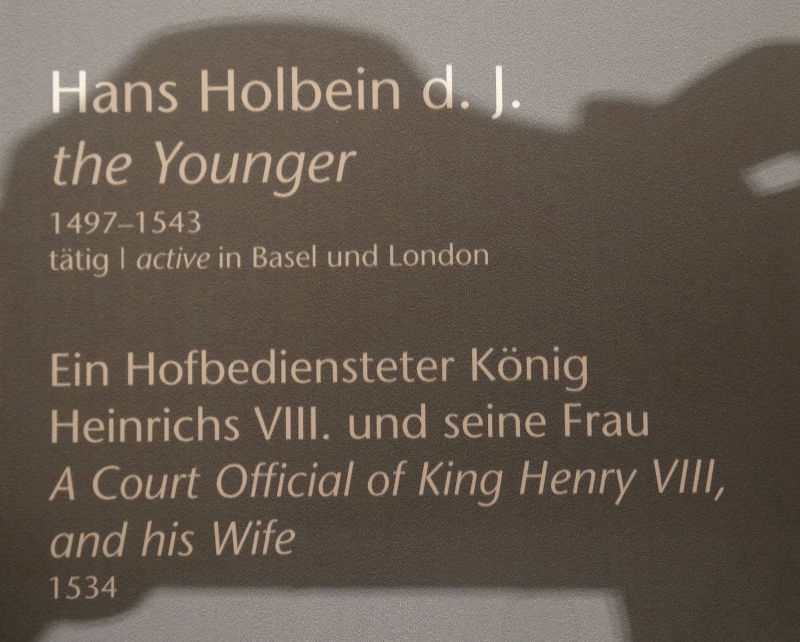 Hans Holbein d. J.
the Younger
1497–1543
tätig | active in Basel und London
Ein Hofbediensteter König
Heinrichs VIII. und seine Frau
A Court Official of King Henry VIII,
and his Wife
1534